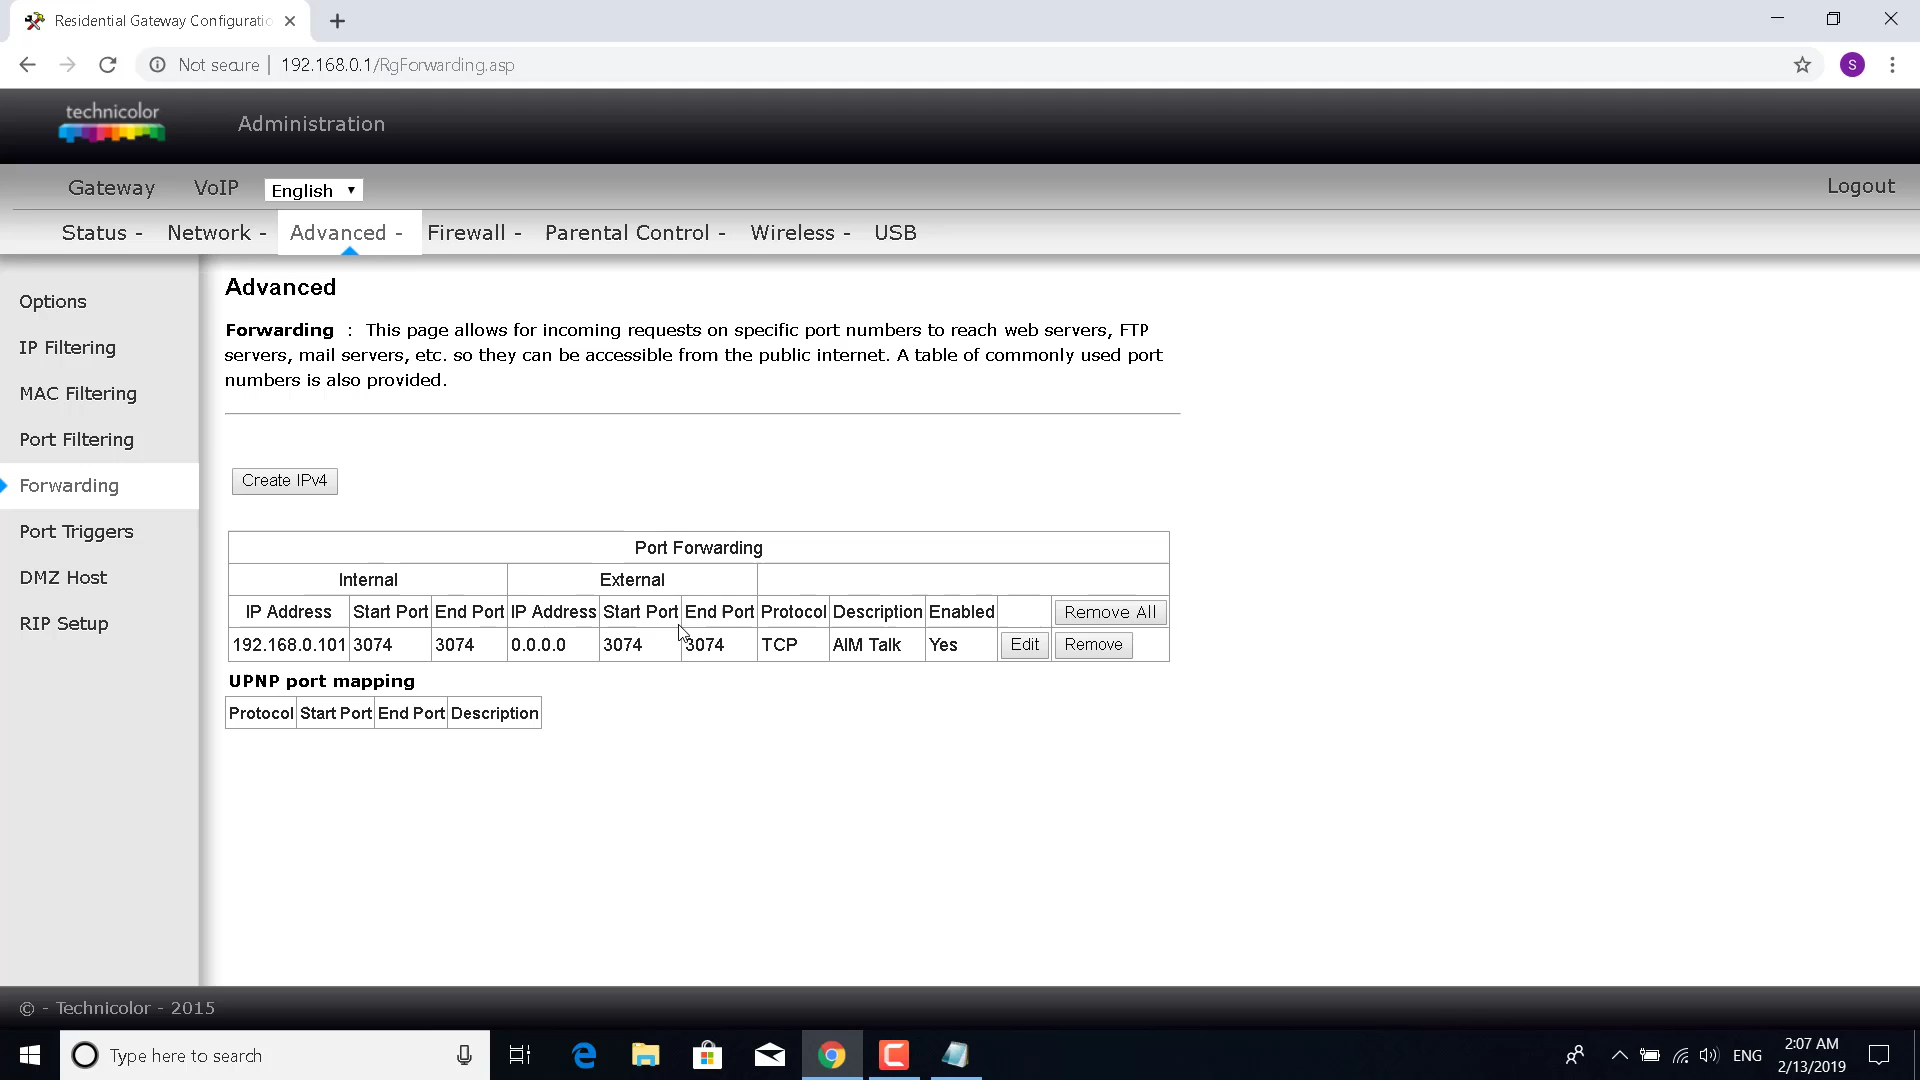 Residential Gateway Configuratio
Not secure | 192.168.0.1/RgForwarding.asp
S
technicolor
Administration
Gateway VoIP English Logout
Status - Network - Advanced - Firewall - Parental Control - Wireless - USB
Options
IP Filtering
MAC Filtering
Port Filtering
Forwarding
Port Triggers
DMZ Host
RIP Setup
Advanced
Forwarding : This page allows for incoming requests on specific port numbers to reach web servers, FTP
servers, mail servers, etc. so they can be accessible from the public internet. A table of commonly used port
numbers is also provided.
Create IPv4
Port Forwarding
Internal External
IP Address Start Port End Port IP Address Start Port End Port Protocol Description Enabled Remove All
192.168.0.101 3074 3074 0.0.0.0 3074 3074 TCP AIM Talk Yes Edit Remove
UPNP port mapping
Protocol Start Port End Port Description
© - Technicolor - 2015
Type here to search
ENG
2:07 AM
2/13/2019